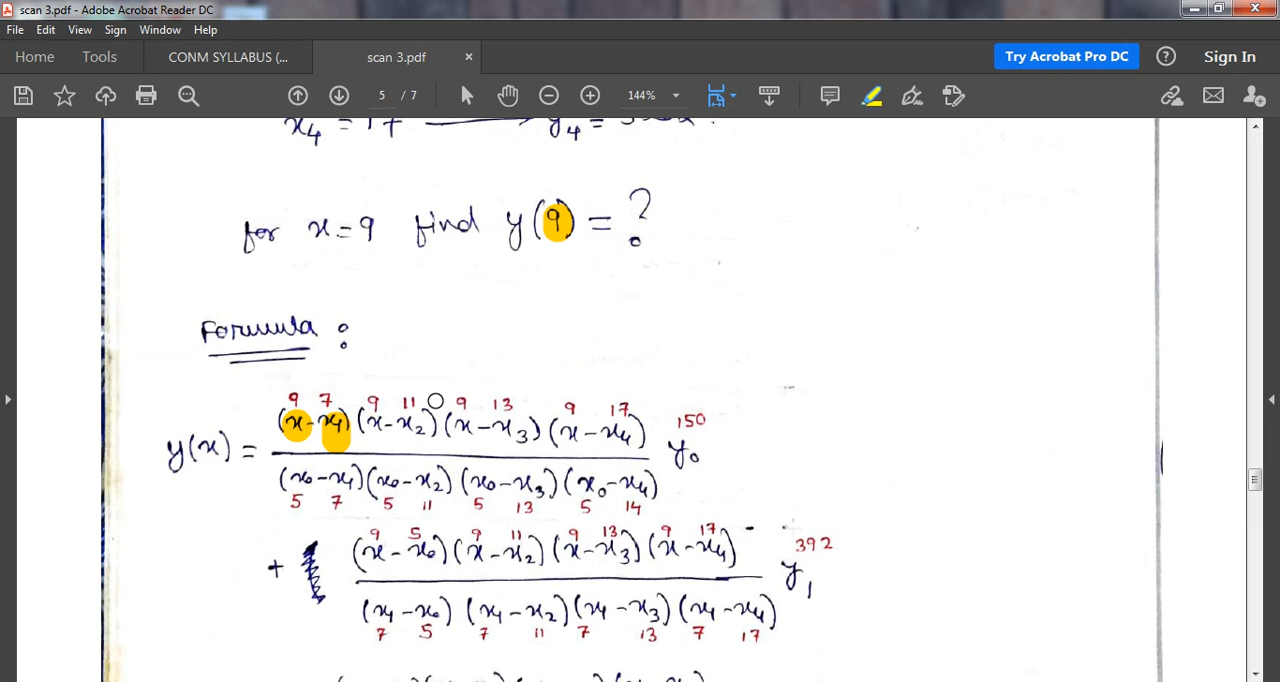 scan 3.pdf - Adobe Acrobat Reader DC
File Edit View Sign Window Help
Home Tools CONM SYLLABUS (... scan 3.pdf × Try Acrobat Pro DC Sign In
5 / 7 144%
x₄ = 17 → y₄ =
for x = 9 find y(9) = ?
Formula :
9 7 9 11 9 13 9 17
(x-x₁)(x-x₂)(x-x₃)(x-x₄) 150
y(x) = y₀
(x₀-x₁)(x₀-x₂)(x₀-x₃)(x₀-x₄)
5 7 5 11 5 13 5 14
9 5 9 11 9 13 9 17
(x-x₀)(x-x₂)(x-x₃)(x-x₄) 392
+ y₁
(x₁-x₀)(x₁-x₂)(x₁-x₃)(x₁-x₄)
7 5 7 11 7 13 7 17